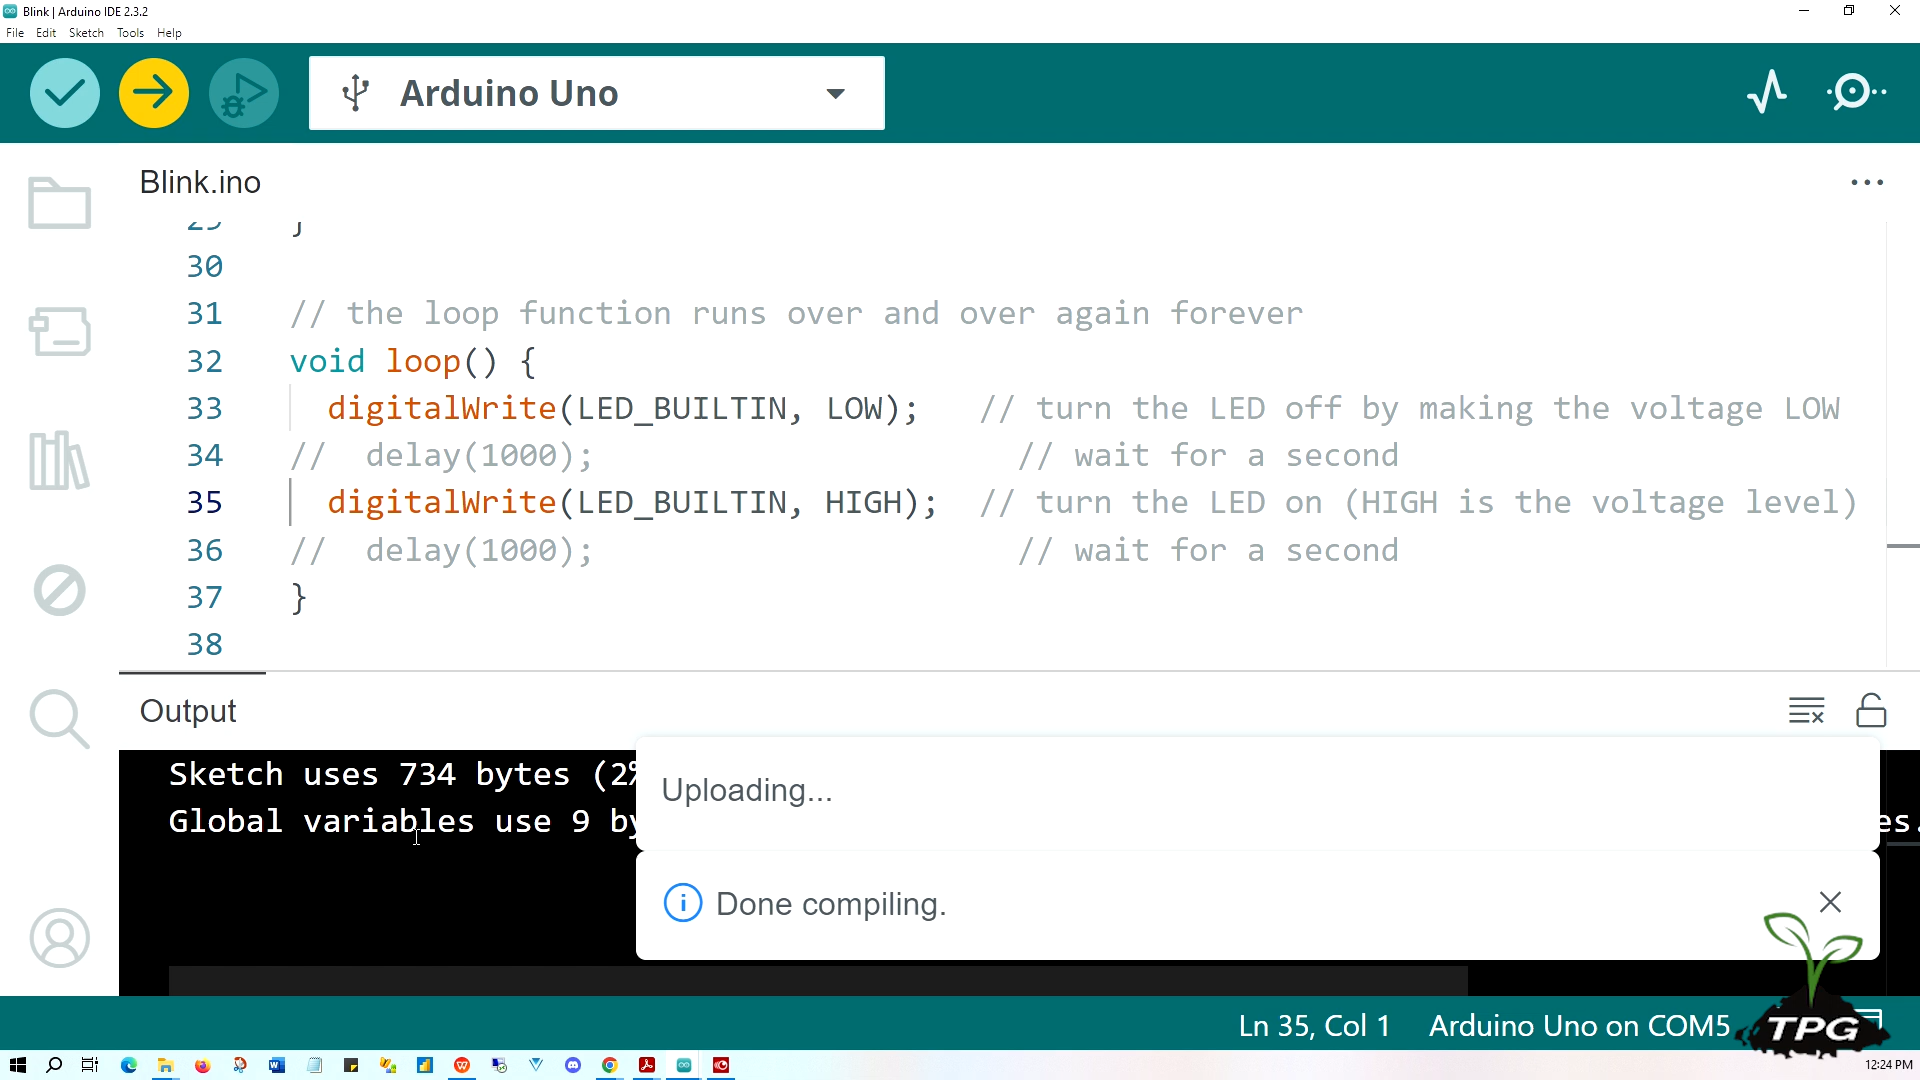 Blink | Arduino IDE 2.3.2
File Edit Sketch Tools Help
Arduino Uno
Blink.ino
29 }
30
31 // the loop function runs over and over again forever
32 void loop() {
33 digitalWrite(LED_BUILTIN, LOW); // turn the LED off by making the voltage LOW
34 // delay(1000); // wait for a second
35 digitalWrite(LED_BUILTIN, HIGH); // turn the LED on (HIGH is the voltage level)
36 // delay(1000); // wait for a second
37 }
38
Output
Sketch uses 734 bytes (2%
Uploading...
Global variables use 9 by
es.
Done compiling.
Ln 35, Col 1 Arduino Uno on COM5
TPG
12:24 PM